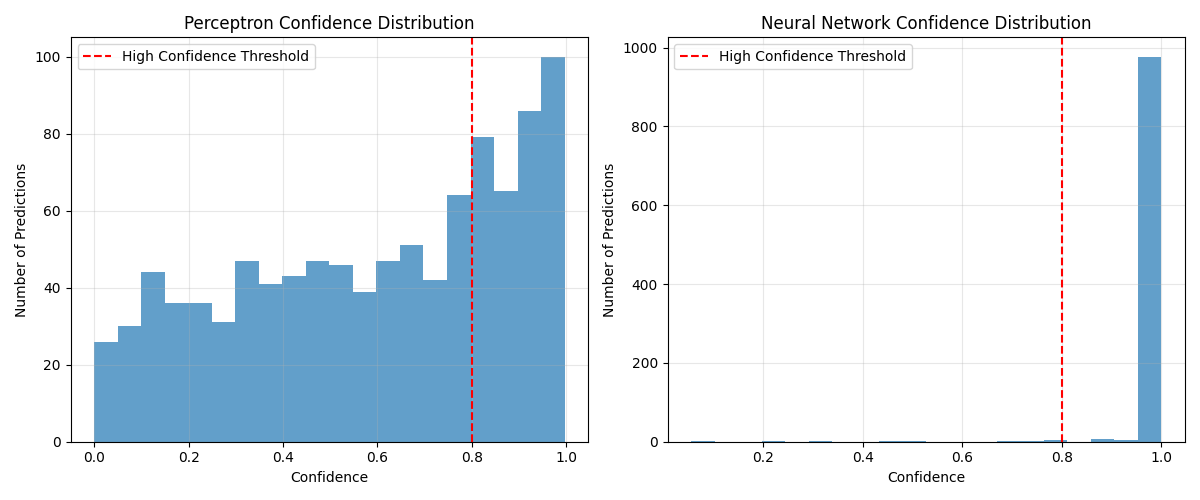 Perceptron Confidence Distribution
High Confidence Threshold
100
80
60
40
20
0
Number of Predictions
0.0 0.2 0.4 0.6 0.8 1.0
Confidence
Neural Network Confidence Distribution
High Confidence Threshold
1000
800
600
400
200
0
Number of Predictions
0.2 0.4 0.6 0.8 1.0
Confidence